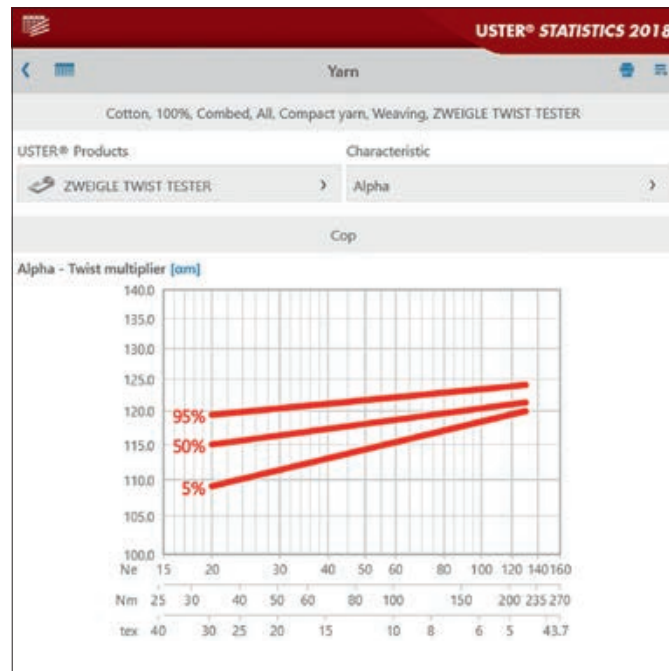 USTER® STATISTICS 2018
Yarn
Cotton, 100%, Combed, All, Compact yarn, Weaving, ZWEIGLE TWIST TESTER
USTER® Products Characteristic
ZWEIGLE TWIST TESTER Alpha
Cop
Alpha - Twist multiplier [αm]
140.0
135.0
130.0
125.0
120.0
95%
115.0
50%
110.0
5%
105.0
100.0
Ne 15 20 30 40 50 60 80 100 120 140 160
Nm 25 30 40 50 60 80 100 150 200 235 270
tex 40 30 25 20 15 10 8 6 5 43.7